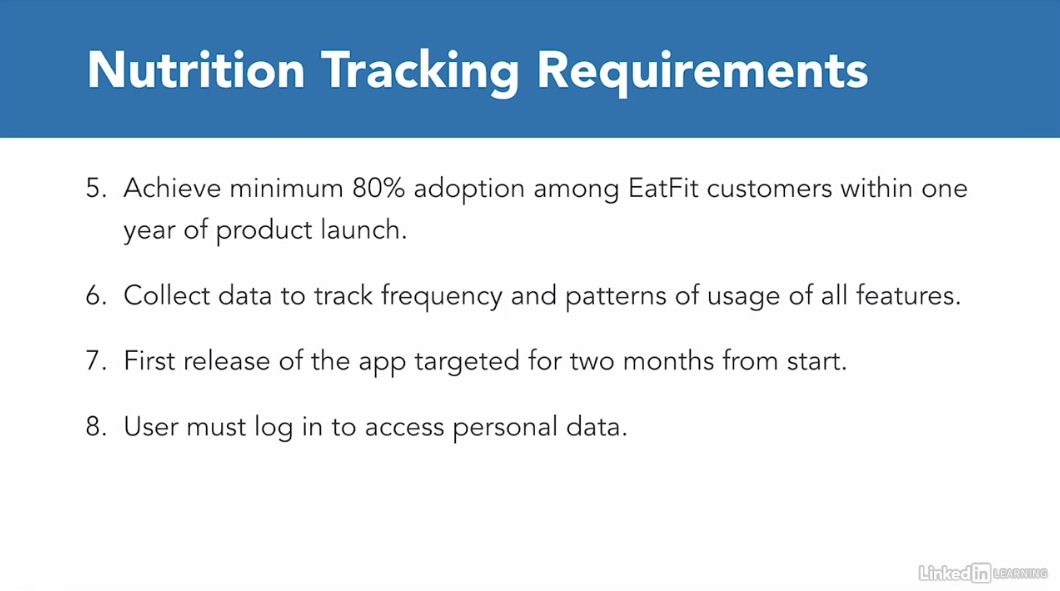 Nutrition Tracking Requirements
5. Achieve minimum 80% adoption among EatFit customers within one
year of product launch.
6. Collect data to track frequency and patterns of usage of all features.
7. First release of the app targeted for two months from start.
8. User must log in to access personal data.
Linked in LEARNING